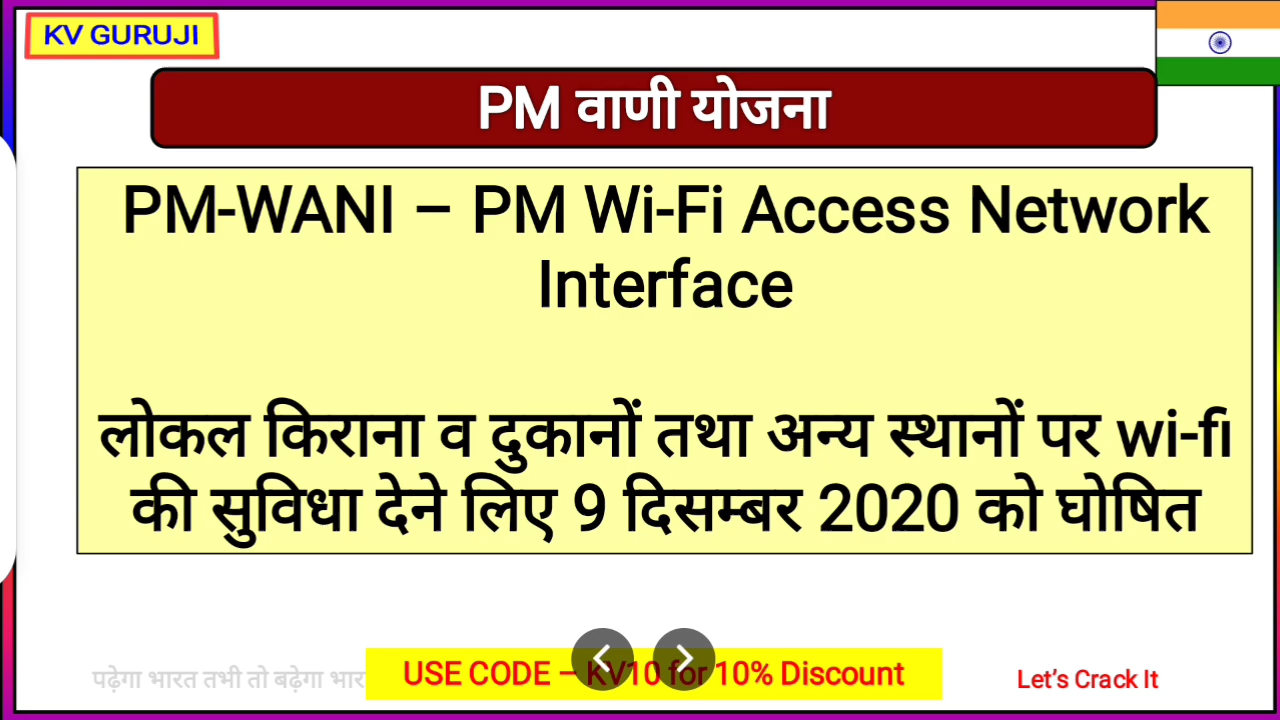 KV GURUJI
PM वाणी योजना
PM-WANI – PM Wi-Fi Access Network
Interface
लोकल किराना व दुकानों तथा अन्य स्थानों पर wi-fi
की सुविधा देने लिए 9 दिसम्बर 2020 को घोषित
पढ़ेगा भारत तभी तो बढ़ेगा भार
USE CODE – KV10 for 10% Discount
Let's Crack It